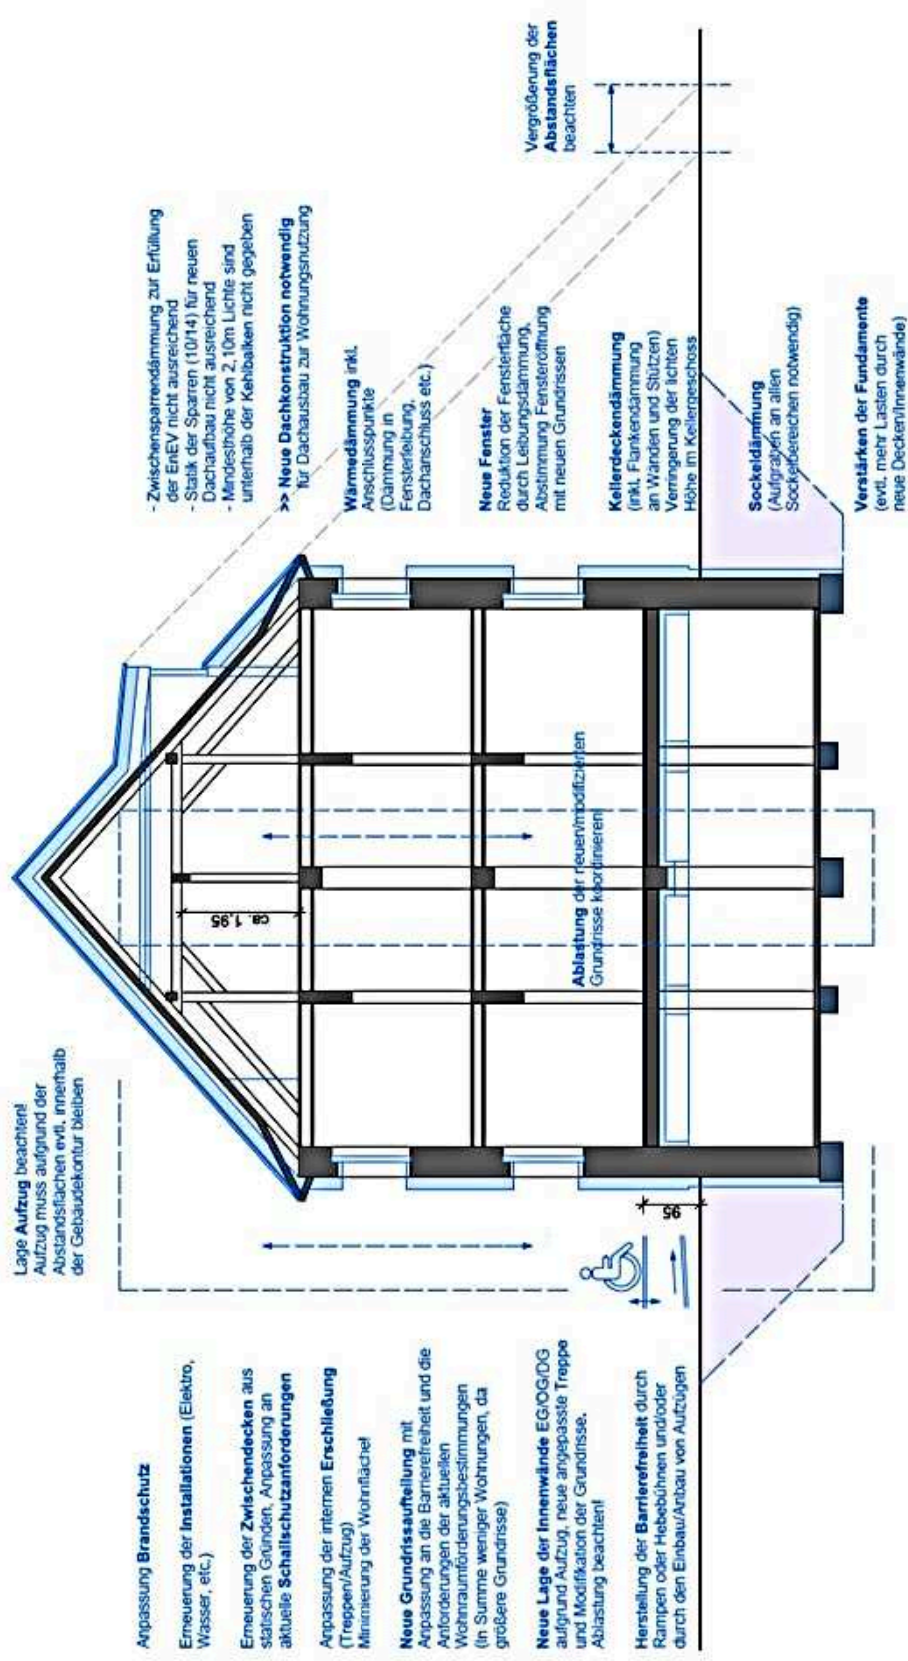 Lage Aufzug beachten!
Aufzug muss aufgrund der
Abstandsflächen evtl. innerhalb
der Gebäudekontur bleiben
Anpassung Brandschutz
Erneuerung der Installationen (Elektro,
Wasser, etc.)
Erneuerung der Zwischendecken aus
statischen Gründen, Anpassung an
aktuelle Schallschutzanforderungen
Anpassung der internen Erschließung
(Treppen/Aufzug)
Minimierung der Wohnfläche!
Neue Grundrissaufteilung mit
Anpassung an die Barrierefreiheit und die
Anforderungen der aktuellen
Wohnraumförderungsbestimmungen
(in Summe weniger Wohnungen, da
größere Grundrisse)
Neue Lage der Innenwände EG/OG/DG
aufgrund Aufzug, neue angepasste Treppe
und Modifikation der Grundrisse.
Ablastung beachten!
Herstellung der Barrierefreiheit durch
Rampen oder Hebebühnen und/oder
durch den Einbau/Anbau von Aufzügen
95
ca. 1,95
Ablastung der neuen/modifizierten
Grundrisse koordinieren!
- Zwischensparrendämmung zur Erfüllung
der EnEV nicht ausreichend
- Statik der Sparren (10/14) für neuen
Dachaufbau nicht ausreichend
- Mindesthöhe von 2,10m Lichte sind
unterhalb der Kehlbalken nicht gegeben
>> Neue Dachkonstruktion notwendig
für Dachausbau zur Wohnungsnutzung
Wärmedämmung inkl.
Anschlusspunkte
(Dämmung in
Fensterleibung,
Dachanschluss etc.)
Neue Fenster
Reduktion der Fensterfläche
durch Leibungsdämmung,
Abstimmung Fensteröffnung
mit neuen Grundrissen
Kellerdeckendämmung
(inkl. Flankendämmung
an Wänden und Stützen)
Verringerung der lichten
Höhe im Kellergeschoss
Sockeldämmung
(Aufgraben an allen
Sockelbereichen notwendig)
Verstärken der Fundamente
(evtl. mehr Lasten durch
neue Decken/Innenwände)
Vergrößerung der
Abstandsflächen
beachten